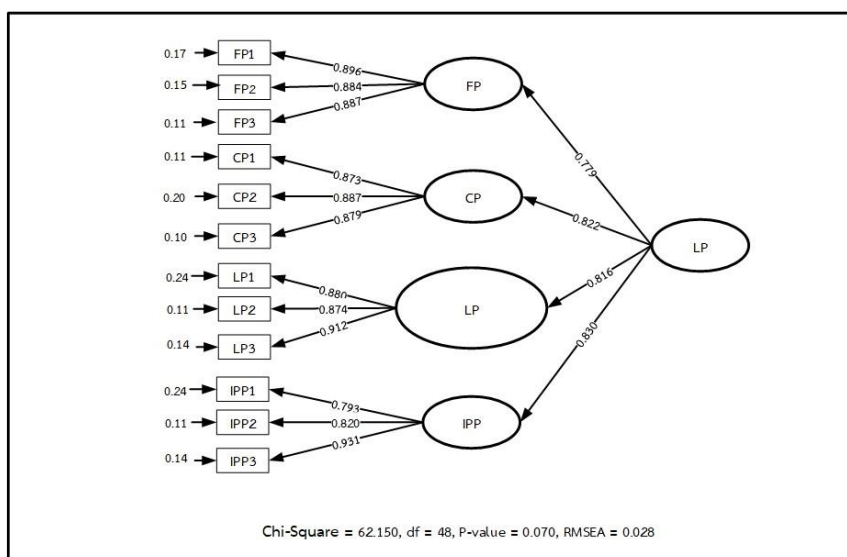 0.17 FP1 0.896
0.15 FP2 0.884 FP
0.11 FP3 0.887
0.779
0.11 CP1 0.873
0.20 CP2 0.887 CP
0.822
0.10 CP3 0.879
LP
0.24 LP1 0.880
0.816
0.11 LP2 0.874 LP
0.14 LP3 0.912
0.830
0.24 IPP1 0.793
0.11 IPP2 0.820 IPP
0.14 IPP3 0.931
Chi-Square = 62.150, df = 48, P-value = 0.070, RMSEA = 0.028